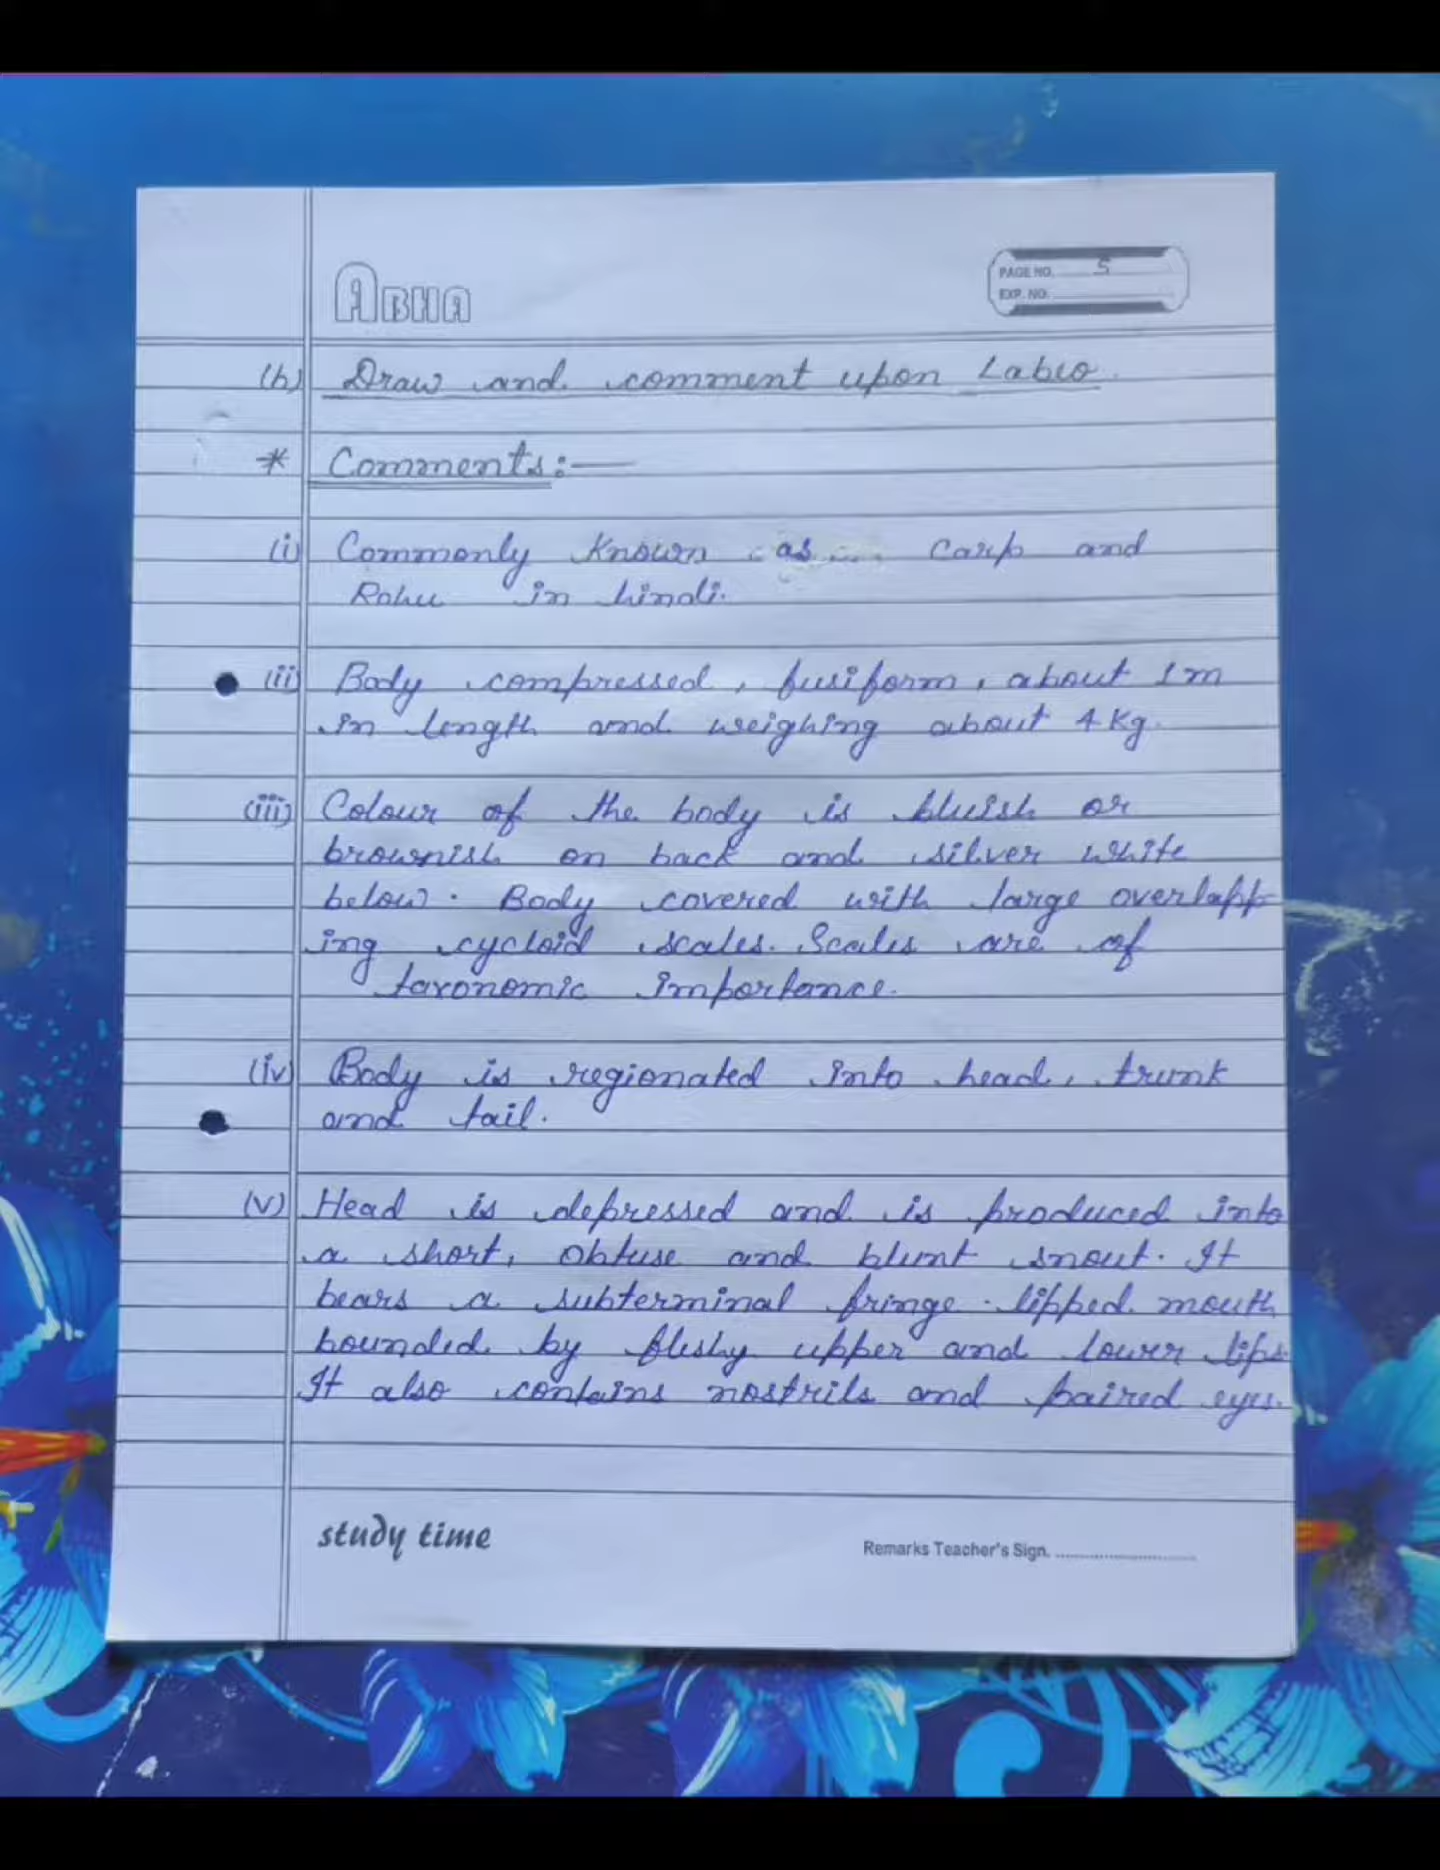 ABHA
PAGE NO. 5
EXP. NO.
(b) Draw and comment upon Labeo.
* Comments:—
(i) Commonly known as Carp and
Rohu in hindi.
(ii) Body compressed, fusiform, about 1m
in length and weighing about 4 Kg.
(iii) Colour of the body is bluish or
brownish on back and silver white
below. Body covered with large overlapp-
ing cycloid scales. Scales are of
taxonomic importance.
(iv) Body is regionated into head, trunk
and tail.
(v) Head is depressed and is produced into
a short, obtuse and blunt snout. It
bears a subterminal fringe-lipped mouth
bounded by fleshy upper and lower lips.
It also contains nostrils and paired eyes.
study time
Remarks Teacher's Sign. ..............................